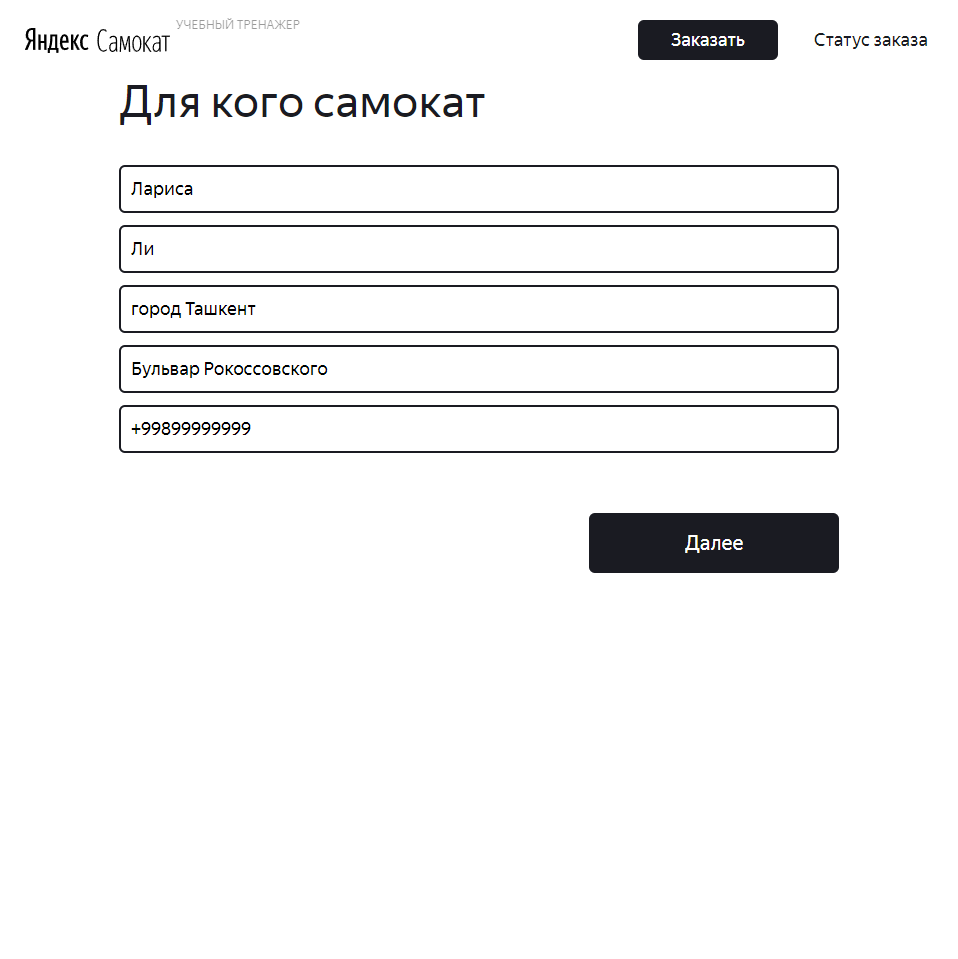 Яндекс Самокат
УЧЕБНЫЙ ТРЕНАЖЕР
Заказать
Статус заказа
Для кого самокат
Лариса
Ли
город Ташкент
Бульвар Рокоссовского
+99899999999
Далее